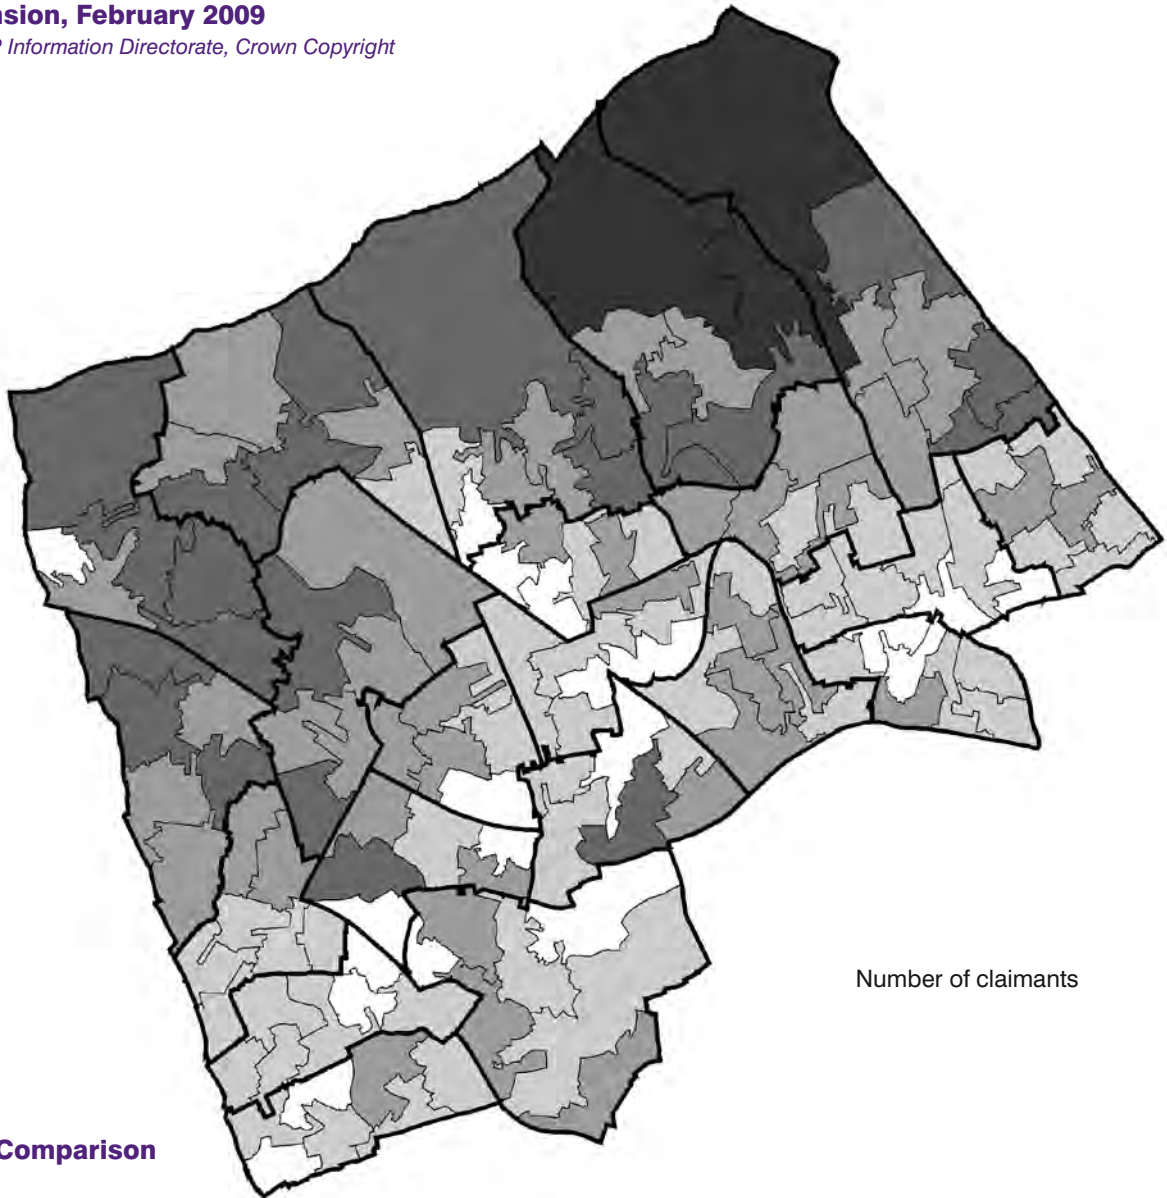 sion, February 2009
Information Directorate, Crown Copyright
Number of claimants
Comparison